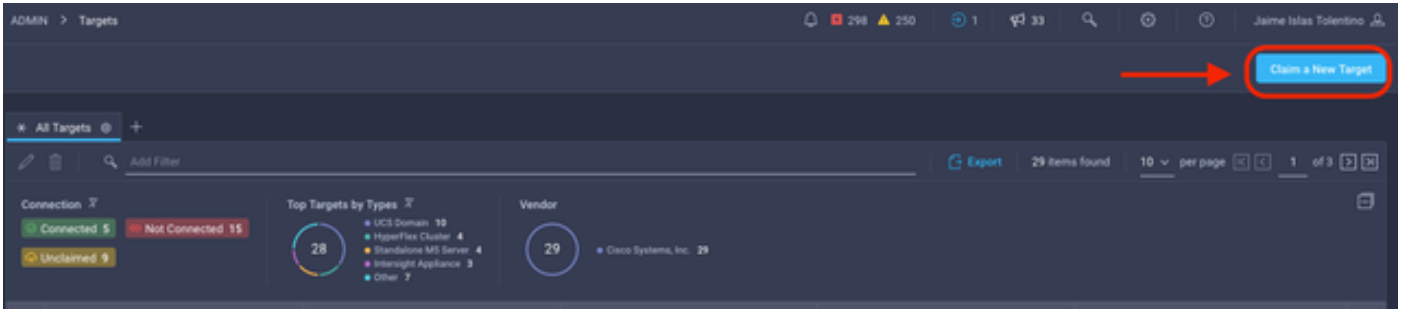 ADMIN > Targets 298 250 1 33 Jaime Islas Tolentino
Claim a New Target
All Targets +
Add Filter Export 29 items found 10 per page 1 of 3
Connection Top Targets by Types Vendor
Connected 5 Not Connected 15
Unclaimed 9
28
UCS Domain 10
HyperFlex Cluster 4
Standalone M5 Server 4
Intersight Appliance 3
Other 7
29
Cisco Systems, Inc. 29